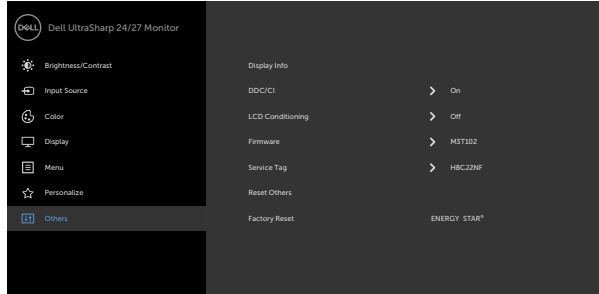 DELL Dell UltraSharp 24/27 Monitor
Brightness/Contrast Display Info
Input Source DDC/CI On
Color LCD Conditioning Off
Display Firmware M3T102
Menu Service Tag H8CJ2NF
Personalize Reset Others
Others Factory Reset ENERGY STAR®